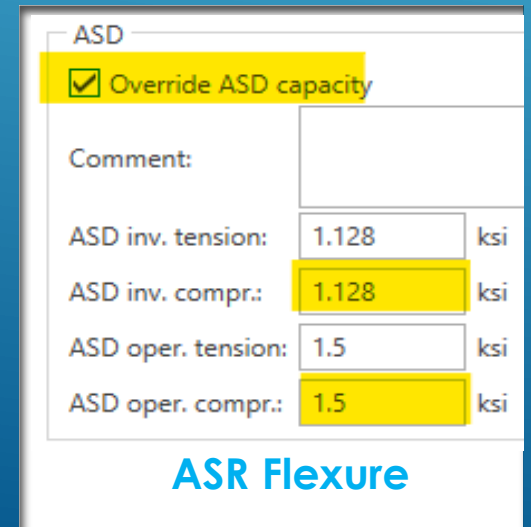 ASD
Override ASD capacity
Comment:
ASD inv. tension: 1.128 ksi
ASD inv. compr.: 1.128 ksi
ASD oper. tension: 1.5 ksi
ASD oper. compr.: 1.5 ksi
ASR Flexure